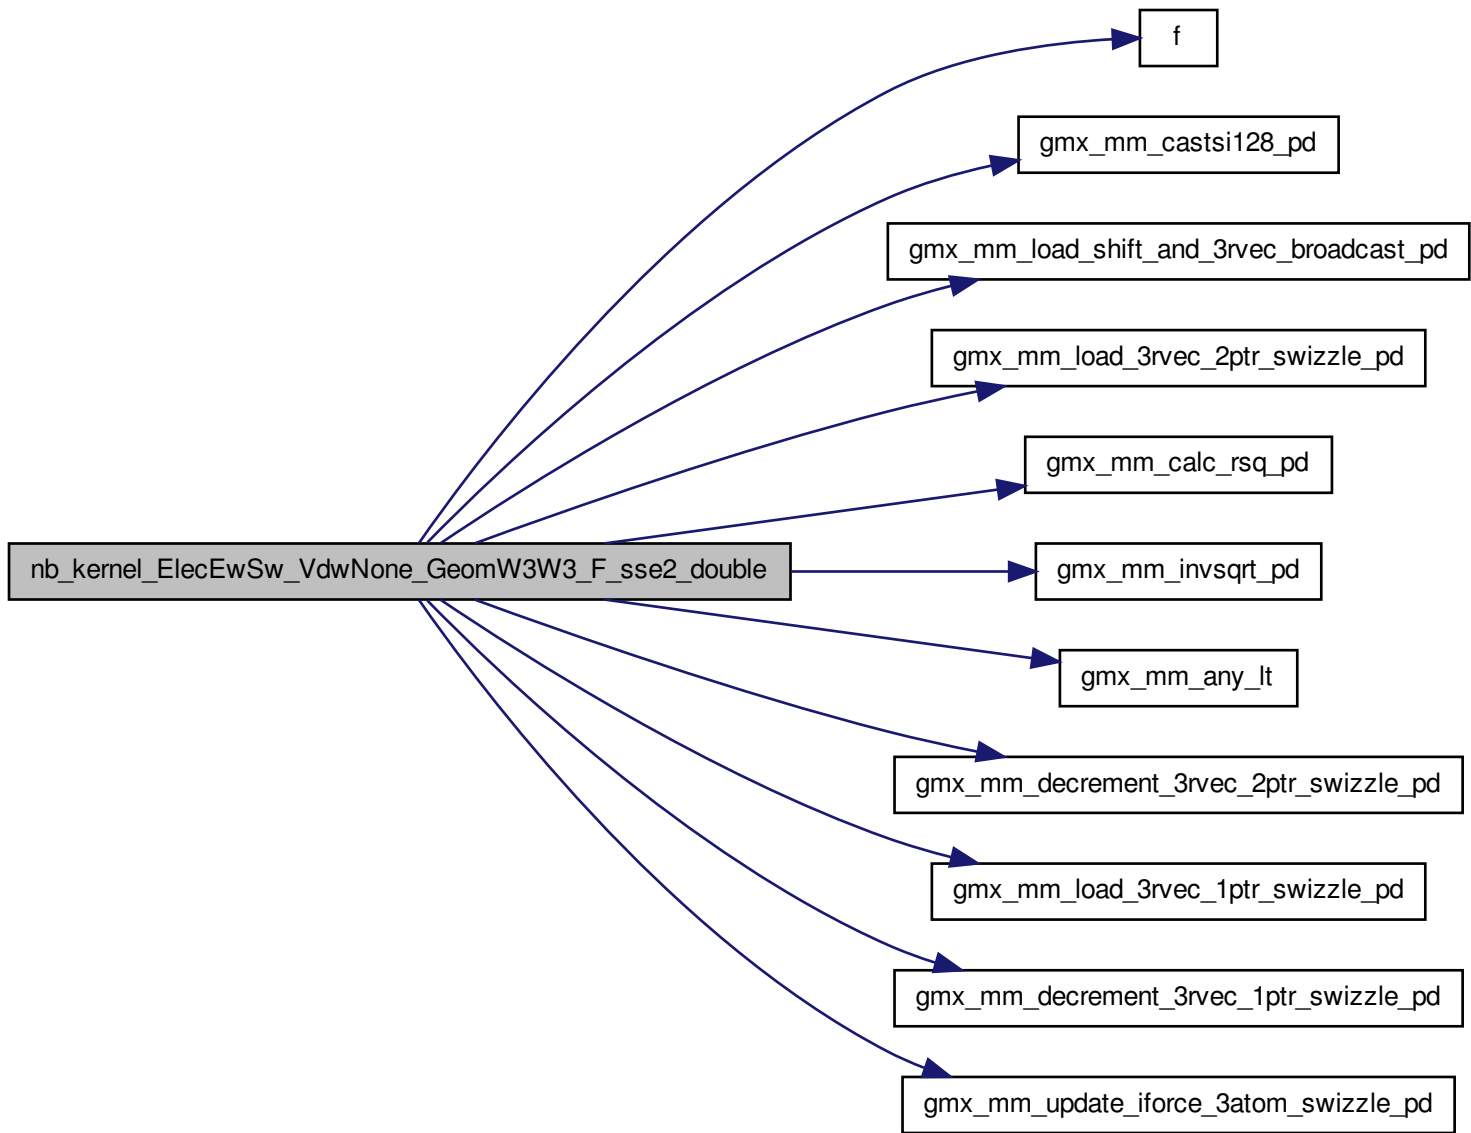 f
gmx_mm_castsi128_pd
gmx_mm_load_shift_and_3rvec_broadcast_pd
gmx_mm_load_3rvec_2ptr_swizzle_pd
gmx_mm_calc_rsq_pd
nb_kernel_ElecEwSw_VdwNone_GeomW3W3_F_sse2_double
gmx_mm_invsqrt_pd
gmx_mm_any_lt
gmx_mm_decrement_3rvec_2ptr_swizzle_pd
gmx_mm_load_3rvec_1ptr_swizzle_pd
gmx_mm_decrement_3rvec_1ptr_swizzle_pd
gmx_mm_update_iforce_3atom_swizzle_pd